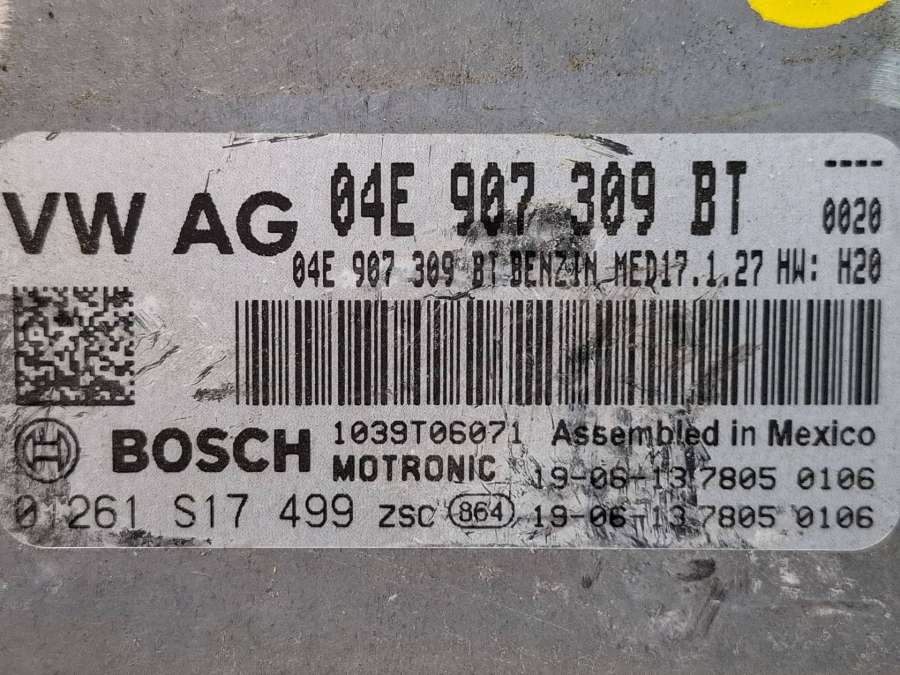 VW AG 04E 907 309 BT ----
0020
04E 907 309 BT BENZIN MED17.1.27 HW: H20
BOSCH 1039T06071 Assembled in Mexico
MOTRONIC 19-06-13 7805 0106
0 261 S17 499 ZSC 864 19-06-13 7805 0106